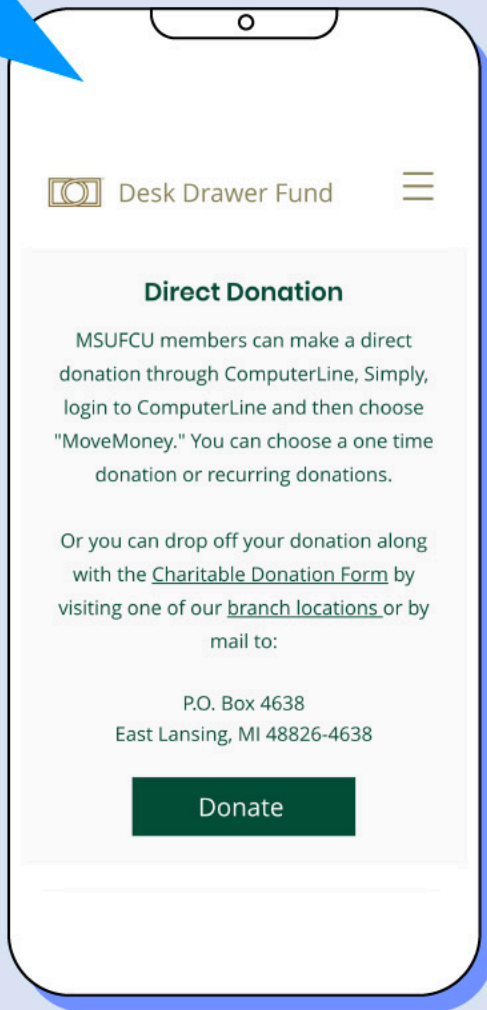 Desk Drawer Fund
Direct Donation
MSUFCU members can make a direct
donation through ComputerLine, Simply,
login to ComputerLine and then choose
"MoveMoney." You can choose a one time
donation or recurring donations.
Or you can drop off your donation along
with the Charitable Donation Form by
visiting one of our branch locations or by
mail to:
P.O. Box 4638
East Lansing, MI 48826-4638
Donate